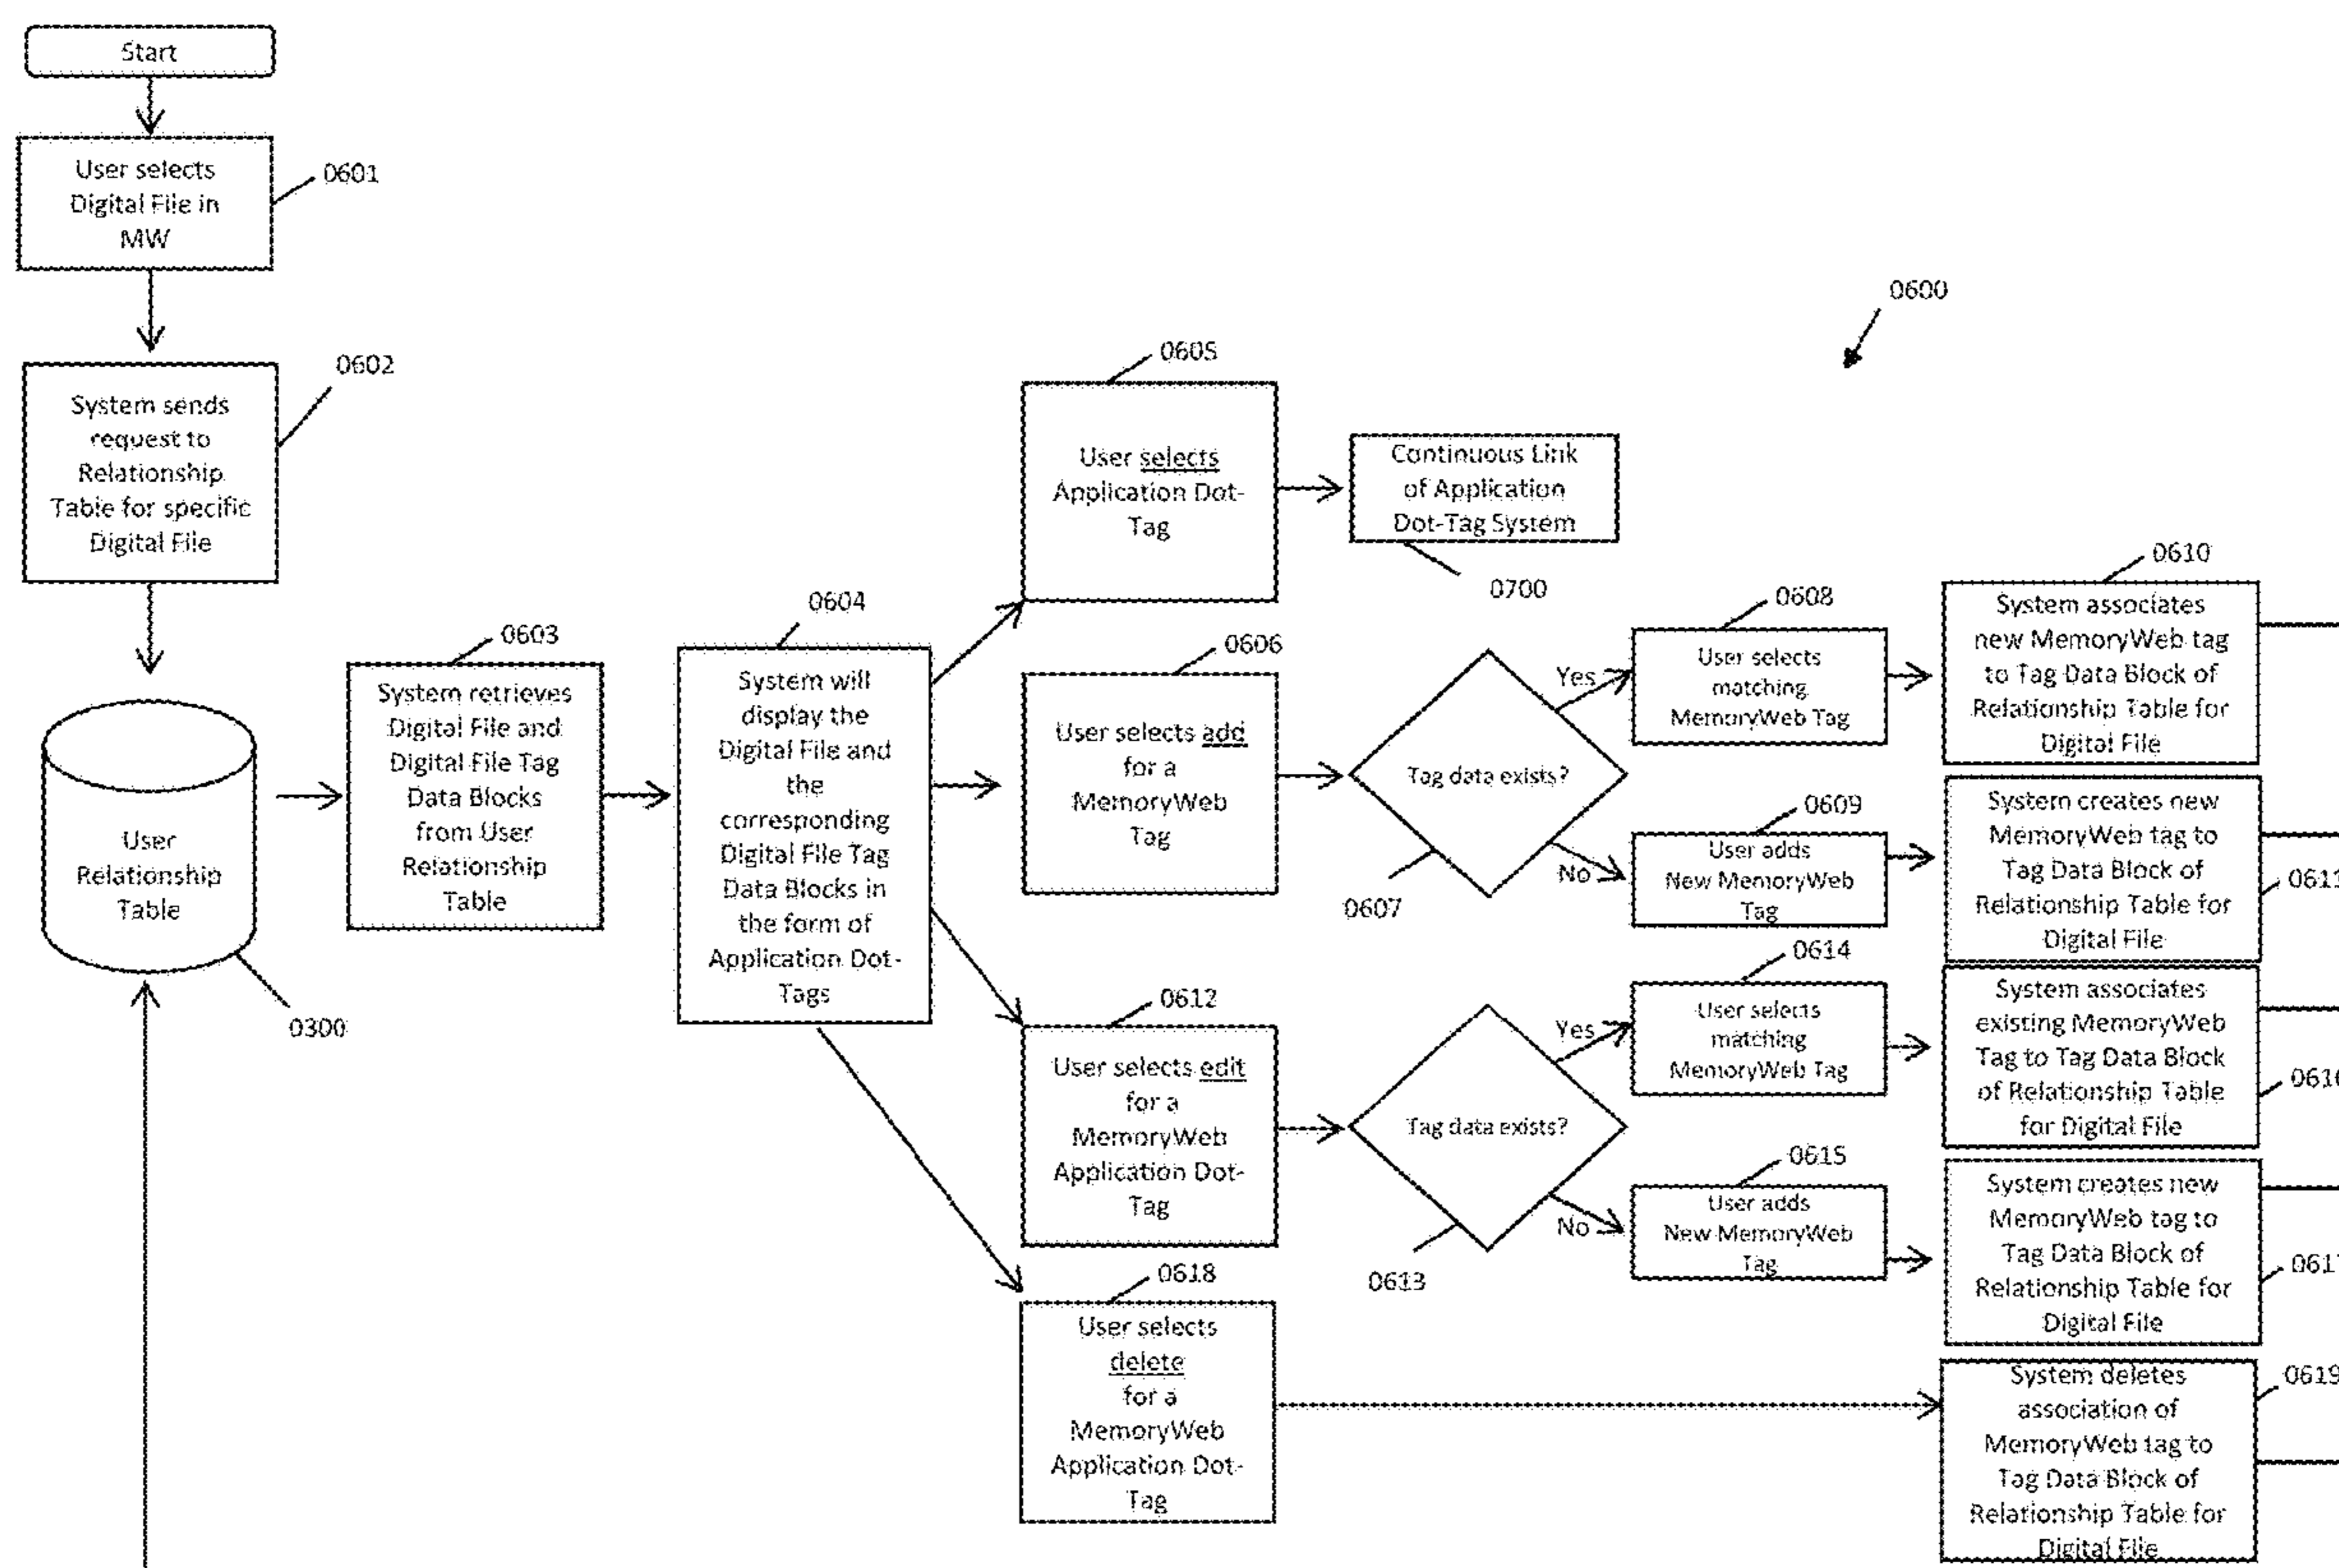 Start
User selects
Digital File in
MW
0601
0600
System sends
request to
Relationship
Table for specific
Digital File
0602
User
Relationship
Table
0300
System retrieves
Digital File and
Digital File Tag
Data Blocks
from User
Relationship
Table
0603
System will
display the
Digital File and
the
corresponding
Digital File Tag
Data Blocks in
the form of
Application Dot-
Tags
0604
User selects
Application Dot-
Tag
0605
Continuous Link
of Application
Dot-Tag System
0700
User selects add
for a
MemoryWeb
Tag
0606
Tag data exists?
0607
Yes
No
User selects
matching
MemoryWeb Tag
0608
User adds
New MemoryWeb
Tag
0609
System associates
new MemoryWeb tag
to Tag Data Block of
Relationship Table for
Digital File
0610
System creates new
MemoryWeb tag to
Tag Data Block of
Relationship Table for
Digital File
0611
User selects edit
for a
MemoryWeb
Application Dot-
Tag
0612
Tag data exists?
0613
Yes
No
User selects
matching
MemoryWeb Tag
0614
User adds
New MemoryWeb
Tag
0615
System associates
existing MemoryWeb
Tag to Tag Data Block
of Relationship Table
for Digital File
0616
System creates new
MemoryWeb tag to
Tag Data Block of
Relationship Table for
Digital File
0617
User selects
delete
for a
MemoryWeb
Application Dot-
Tag
0618
System deletes
association of
MemoryWeb tag to
Tag Data Block of
Relationship Table for
Digital File
0619